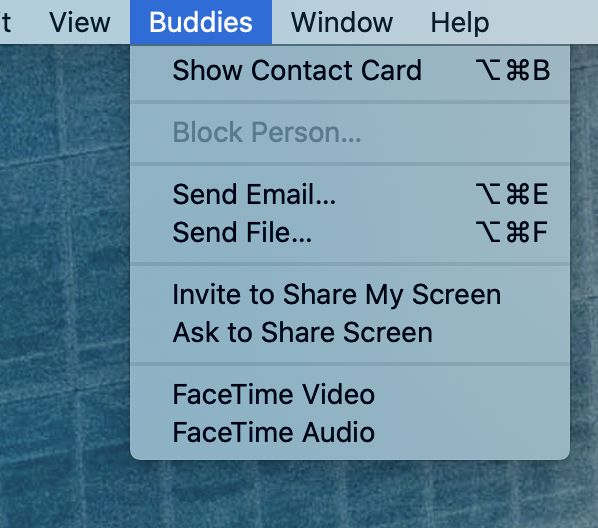 t View Buddies Window Help
Show Contact Card ⌥⌘B
Block Person...
Send Email... ⌥⌘E
Send File... ⌥⌘F
Invite to Share My Screen
Ask to Share Screen
FaceTime Video
FaceTime Audio